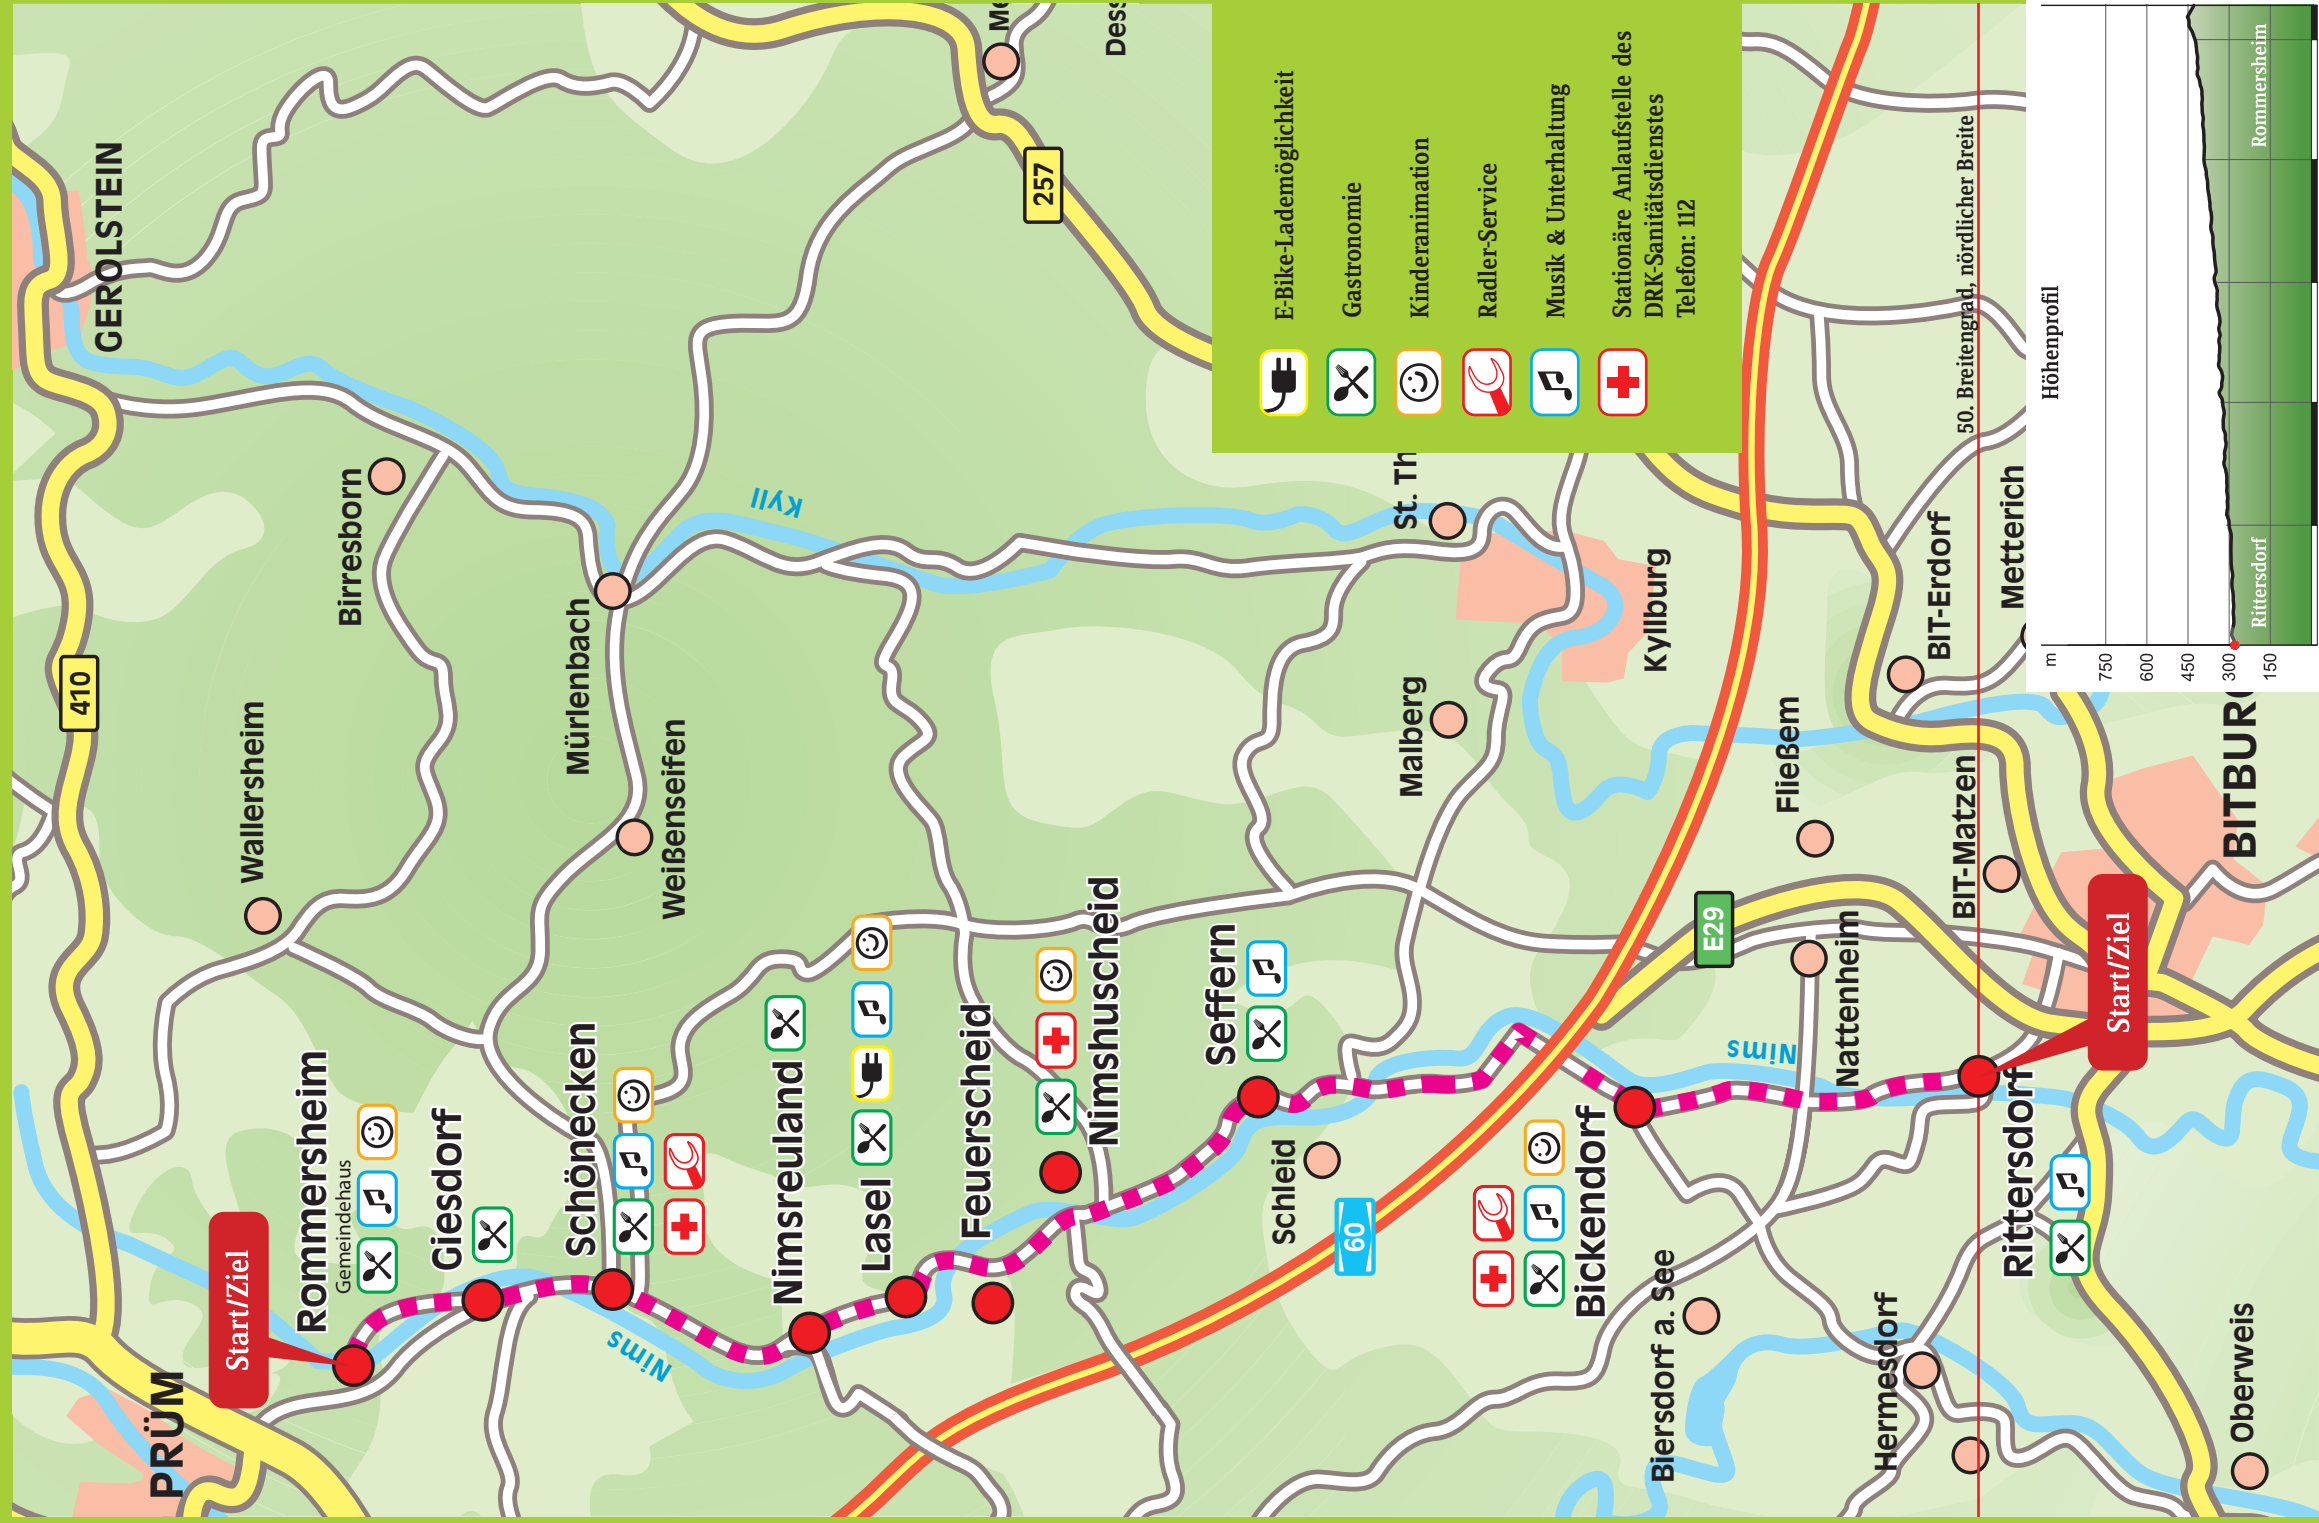 GEROLSTEIN
410
Birresborn
Wallersheim
Mürlenbach
Weißenseifen
Kyll
257
Dess
St. Th
Malberg
Kyllburg
PRÜM
Start/Ziel
Rommersheim
Gemeindehaus
Giesdorf
Schönecken
Nims
Nimsreuland
Lasel
Feuerscheid
Nimshuscheid
Seffern
Scheid
60
Bickendorf
Biersdorf a. See
Hermesdorf
Oberweis
Rittersdorf
Start/Ziel
Nattenheim
Nims
E29
Fließem
BIT-Matzen
BIT-Erdorf
Metterich
BITBURG
50. Breitengrad, nördlicher Breite
E-Bike-Lademöglichkeit
Gastronomie
Kinderanimation
Radler-Service
Musik & Unterhaltung
Stationäre Anlaufstelle des
DRK-Sanitätsdienstes
Telefon: 112
Höhenprofil
m
750
600
450
300
150
Rittersdorf
Rommersheim